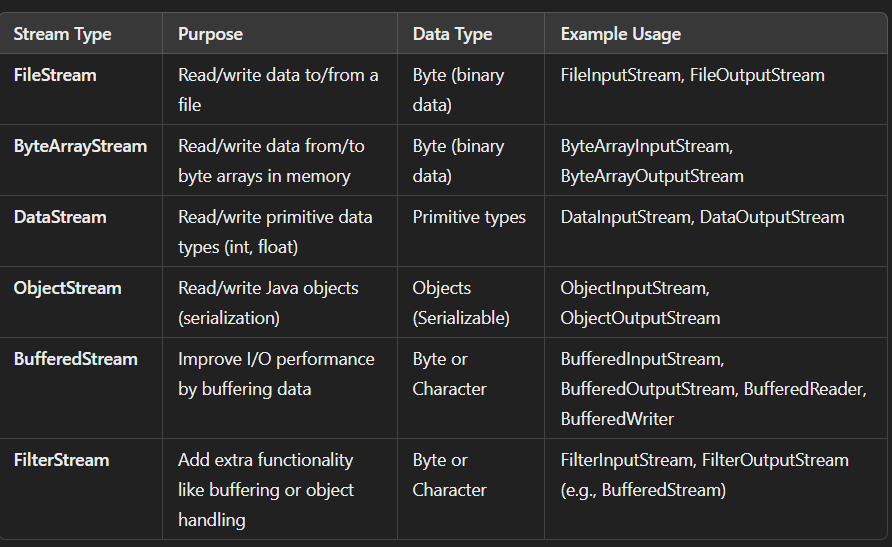 Stream Type Purpose Data Type Example Usage
FileStream Read/write data to/from a Byte (binary FileInputStream, FileOutputStream
file data)
ByteArrayStream Read/write data from/to Byte (binary ByteArrayInputStream,
byte arrays in memory data) ByteArrayOutputStream
DataStream Read/write primitive data Primitive types DataInputStream, DataOutputStream
types (int, float)
ObjectStream Read/write Java objects Objects ObjectInputStream,
(serialization) (Serializable) ObjectOutputStream
BufferedStream Improve I/O performance Byte or BufferedInputStream,
by buffering data Character BufferedOutputStream, BufferedReader,
BufferedWriter
FilterStream Add extra functionality Byte or FilterInputStream, FilterOutputStream
like buffering or object Character (e.g., BufferedStream)
handling